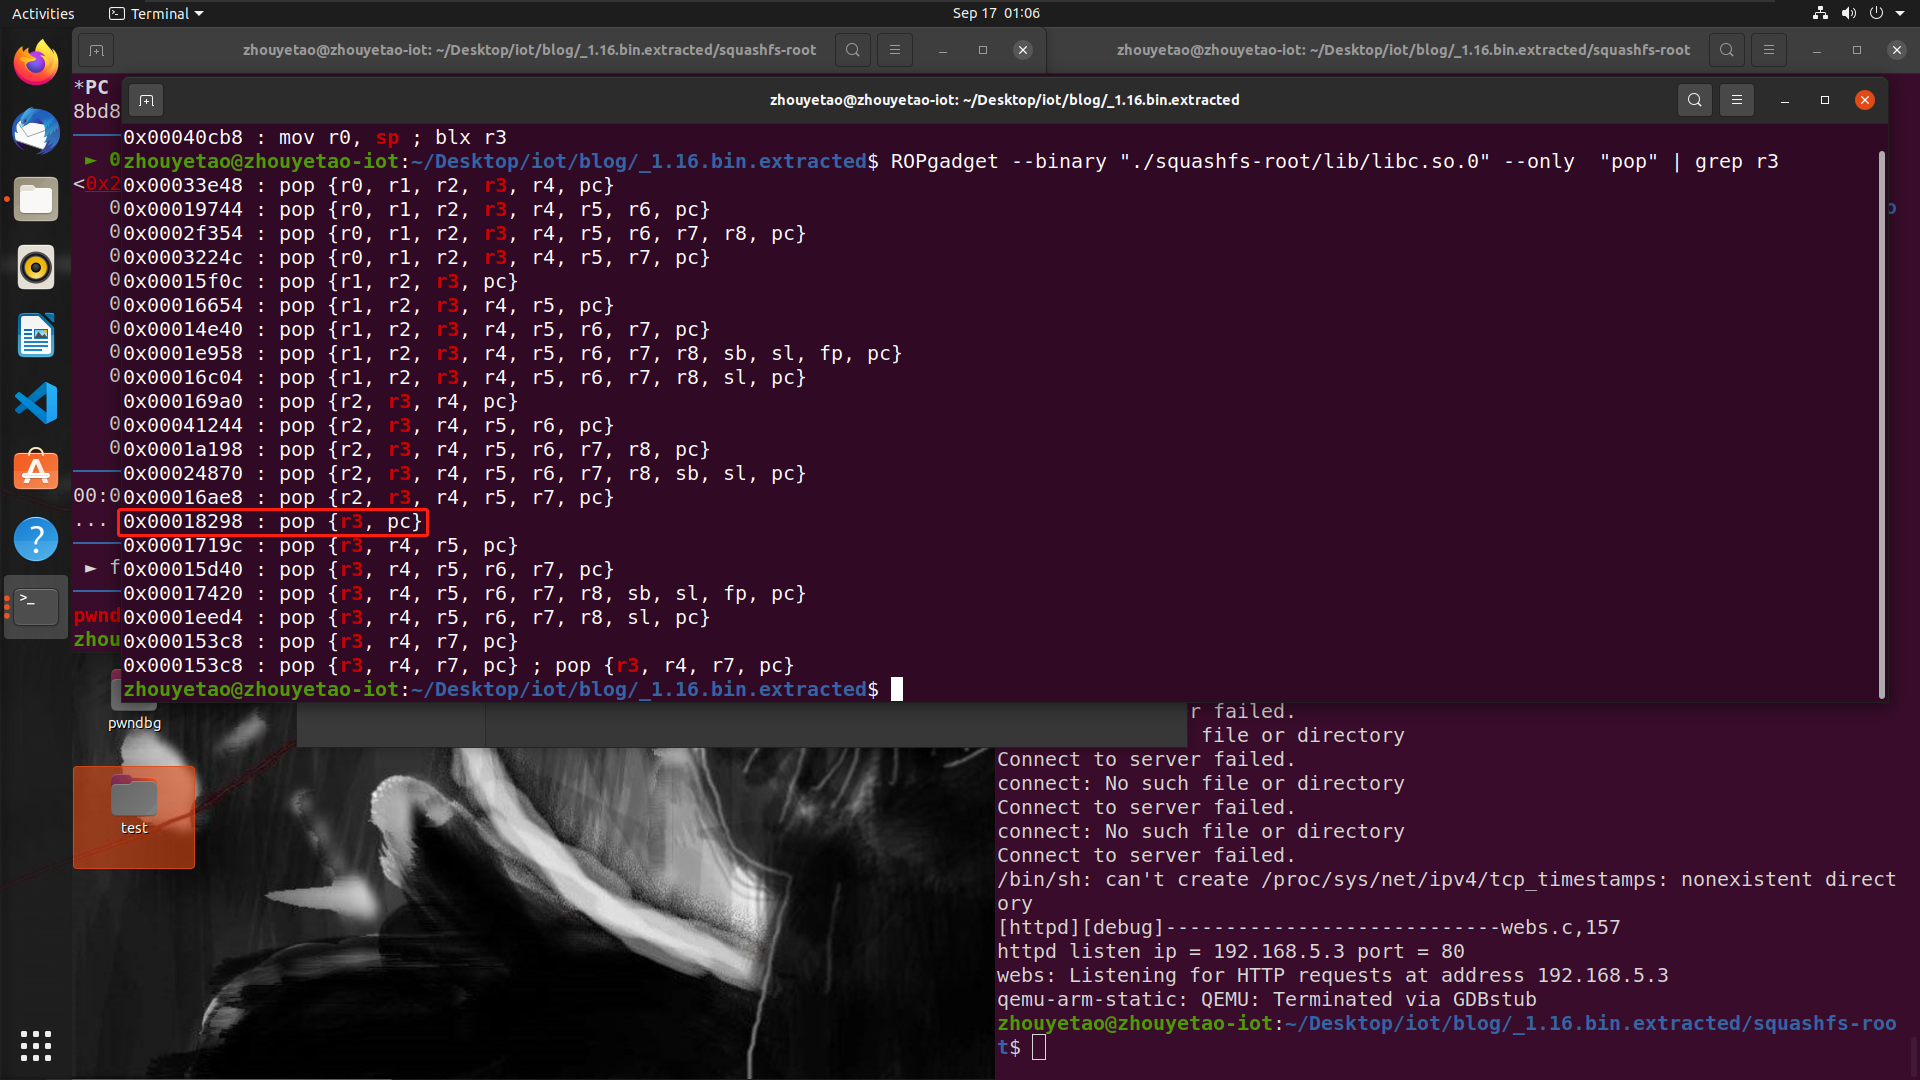 Activities
Terminal
Sep 17 01:06
zhouyetao@zhouyetao-iot: ~/Desktop/iot/blog/_1.16.bin.extracted/squashfs-root
zhouyetao@zhouyetao-iot: ~/Desktop/iot/blog/_1.16.bin.extracted/squashfs-root
*PC
8bd8
zhouyetao@zhouyetao-iot: ~/Desktop/iot/blog/_1.16.bin.extracted
0x00040cb8 : mov r0, sp ; blx r3
zhouyetao@zhouyetao-iot:~/Desktop/iot/blog/_1.16.bin.extracted$ ROPgadget --binary "./squashfs-root/lib/libc.so.0" --only  "pop" | grep r3
0x00033e48 : pop {r0, r1, r2, r3, r4, pc}
0x00019744 : pop {r0, r1, r2, r3, r4, r5, r6, pc}
0x0002f354 : pop {r0, r1, r2, r3, r4, r5, r6, r7, r8, pc}
0x0003224c : pop {r0, r1, r2, r3, r4, r5, r7, pc}
0x00015f0c : pop {r1, r2, r3, pc}
0x00016654 : pop {r1, r2, r3, r4, r5, pc}
0x00014e40 : pop {r1, r2, r3, r4, r5, r6, r7, pc}
0x0001e958 : pop {r1, r2, r3, r4, r5, r6, r7, r8, sb, sl, fp, pc}
0x00016c04 : pop {r1, r2, r3, r4, r5, r6, r7, r8, sl, pc}
0x000169a0 : pop {r2, r3, r4, pc}
0x00041244 : pop {r2, r3, r4, r5, r6, pc}
0x0001a198 : pop {r2, r3, r4, r5, r6, r7, r8, pc}
0x00024870 : pop {r2, r3, r4, r5, r6, r7, r8, sb, sl, pc}
0x00016ae8 : pop {r2, r3, r4, r5, r7, pc}
00:0
... 0x00018298 : pop {r3, pc}
0x0001719c : pop {r3, r4, r5, pc}
► f
0x00015d40 : pop {r3, r4, r5, r6, r7, pc}
0x00017420 : pop {r3, r4, r5, r6, r7, r8, sb, sl, fp, pc}
0x0001eed4 : pop {r3, r4, r5, r6, r7, r8, sl, pc}
pwnd
0x000153c8 : pop {r3, r4, r7, pc}
zhou
0x000153c8 : pop {r3, r4, r7, pc} ; pop {r3, r4, r7, pc}
zhouyetao@zhouyetao-iot:~/Desktop/iot/blog/_1.16.bin.extracted$
pwndbg
test
r failed.
file or directory
Connect to server failed.
connect: No such file or directory
Connect to server failed.
connect: No such file or directory
Connect to server failed.
/bin/sh: can't create /proc/sys/net/ipv4/tcp_timestamps: nonexistent direct
ory
[httpd][debug]----------------------------webs.c,157
httpd listen ip = 192.168.5.3 port = 80
webs: Listening for HTTP requests at address 192.168.5.3
qemu-arm-static: QEMU: Terminated via GDBstub
zhouyetao@zhouyetao-iot:~/Desktop/iot/blog/_1.16.bin.extracted/squashfs-roo
t$